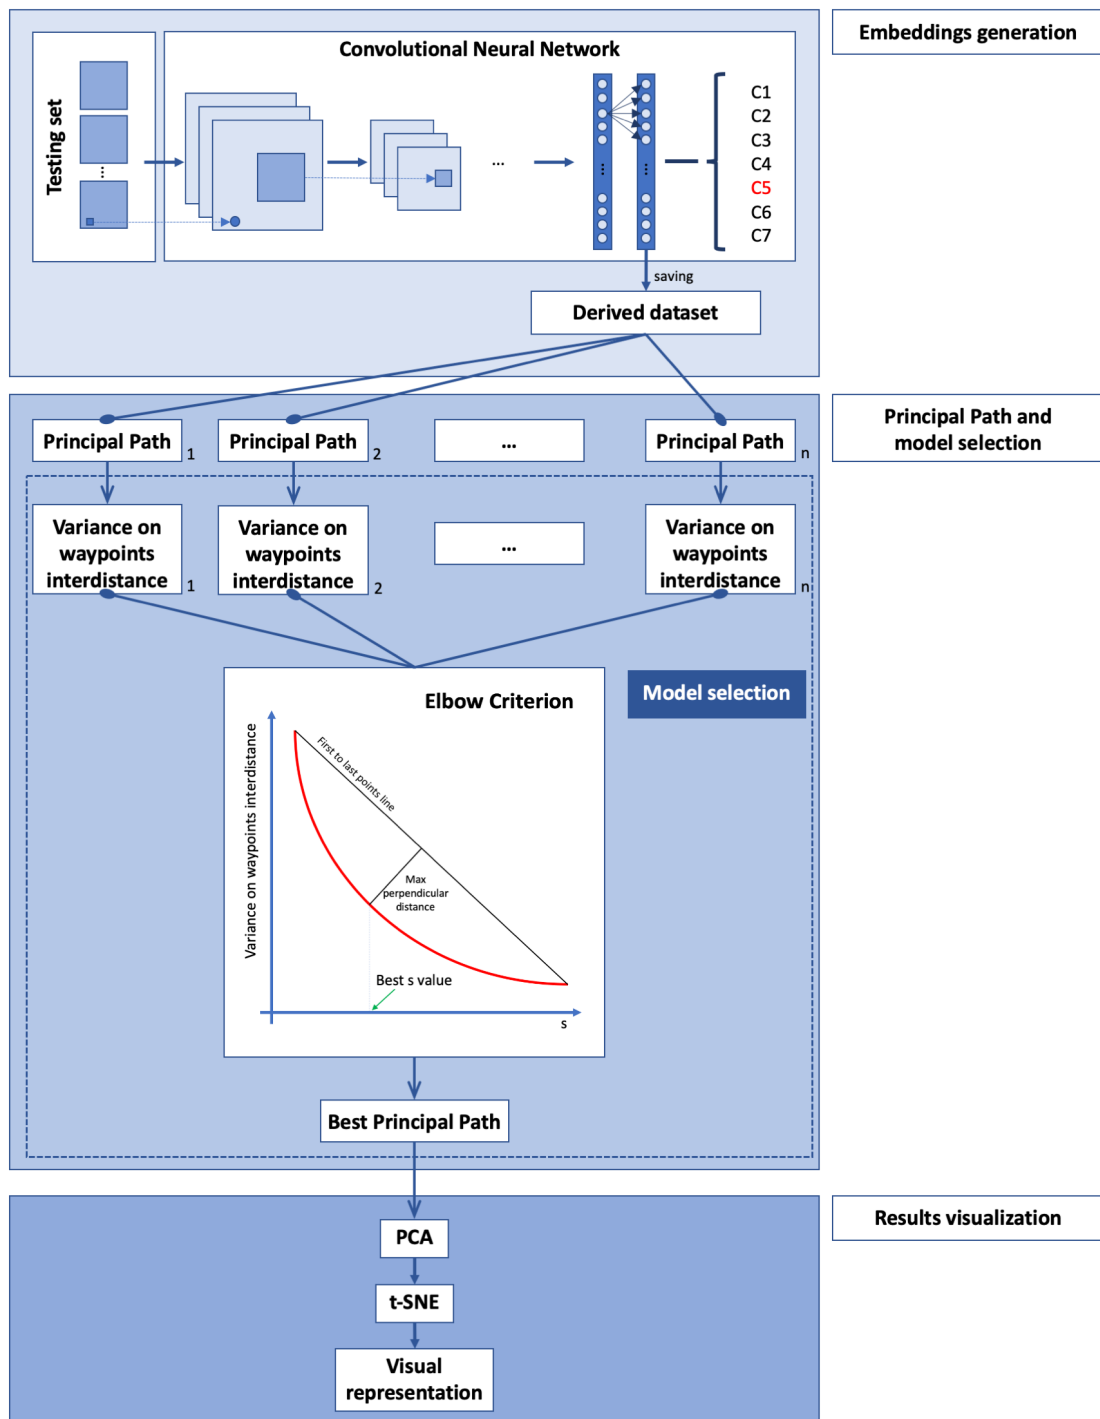 Embeddings generation
Convolutional Neural Network
Testing set
...
...
...
...
C1
C2
C3
C4
C5
C6
C7
saving
Derived dataset
Principal Path and
model selection
Principal Path
1
Principal Path
2
...
Principal Path
n
Variance on
waypoints
interdistance
1
Variance on
waypoints
interdistance
2
...
Variance on
waypoints
interdistance
n
Model selection
Elbow Criterion
Variance on waypoints interdistance
First to last points line
Max
perpendicular
distance
Best s value
s
Best Principal Path
Results visualization
PCA
t-SNE
Visual
representation